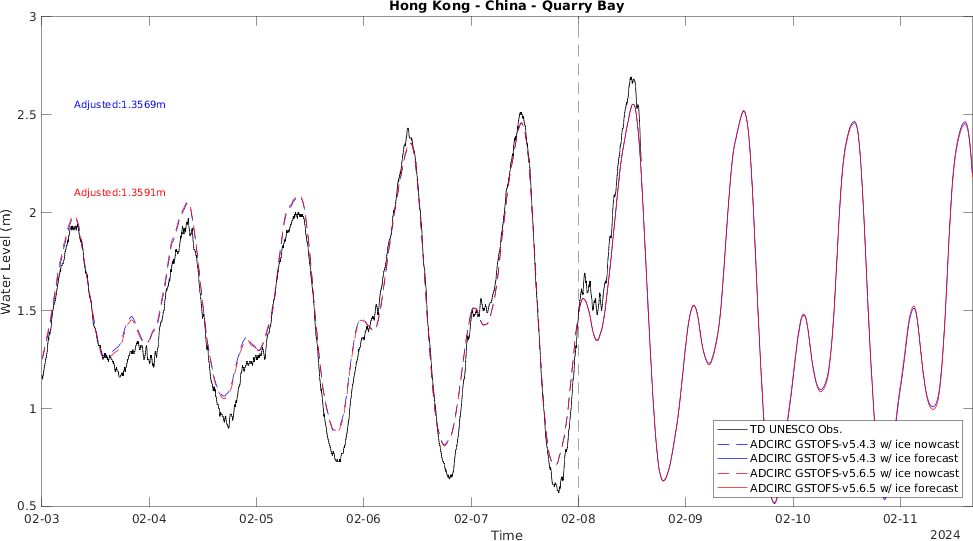 Hong Kong - China - Quarry Bay
3
2.5
2
1.5
1
0.5
Water Level (m)
Adjusted:1.3569m
Adjusted:1.3591m
TD UNESCO Obs.
ADCIRC GSTOFS-v5.4.3 w/ ice nowcast
ADCIRC GSTOFS-v5.4.3 w/ ice forecast
ADCIRC GSTOFS-v5.6.5 w/ ice nowcast
ADCIRC GSTOFS-v5.6.5 w/ ice forecast
02-03 02-04 02-05 02-06 02-07 02-08 02-09 02-10 02-11
Time
2024